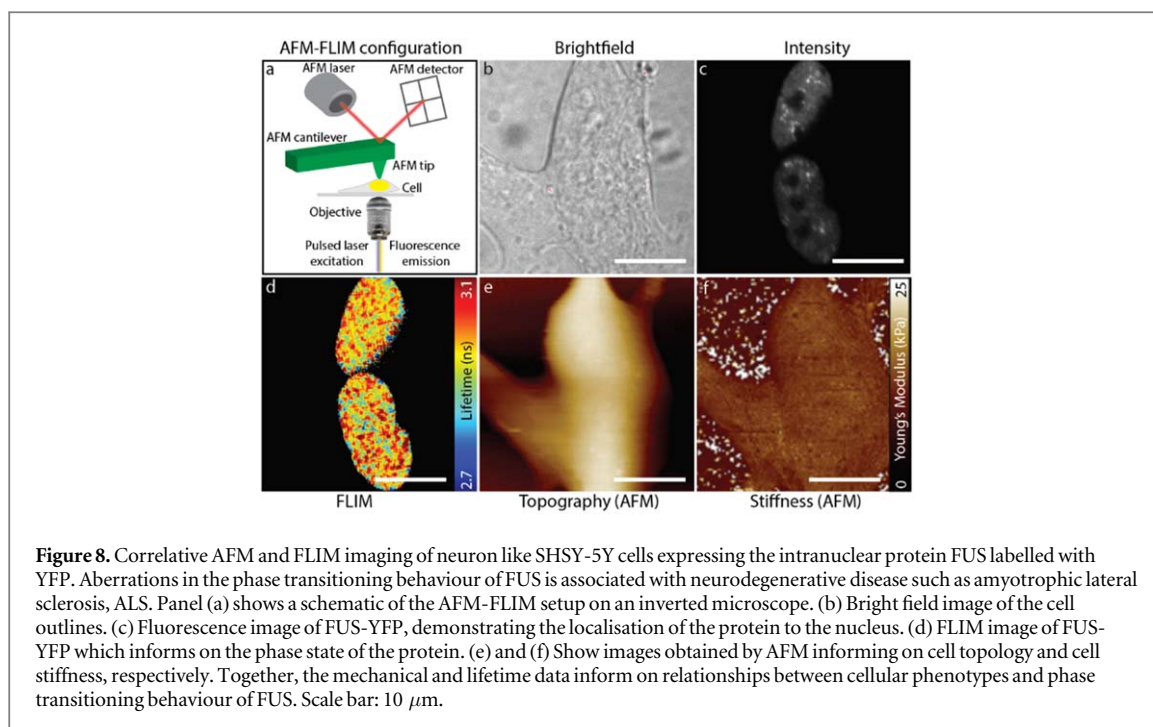 AFM-FLIM configuration
Brightfield
Intensity
a
AFM laser
AFM detector
AFM cantilever
AFM tip
Cell
Objective
Pulsed laser
excitation
Fluorescence
emission
b
c
d
3.1
Lifetime (ns)
2.7
e
f
25
Young's Modulus (kPa)
0
FLIM
Topography (AFM)
Stiffness (AFM)
Figure 8. Correlative AFM and FLIM imaging of neuron like SHSY-5Y cells expressing the intranuclear protein FUS labelled with
YFP. Aberrations in the phase transitioning behaviour of FUS is associated with neurodegenerative disease such as amyotrophic lateral
sclerosis, ALS. Panel (a) shows a schematic of the AFM-FLIM setup on an inverted microscope. (b) Bright field image of the cell
outlines. (c) Fluorescence image of FUS-YFP, demonstrating the localisation of the protein to the nucleus. (d) FLIM image of FUS-
YFP which informs on the phase state of the protein. (e) and (f) Show images obtained by AFM informing on cell topology and cell
stiffness, respectively. Together, the mechanical and lifetime data inform on relationships between cellular phenotypes and phase
transitioning behaviour of FUS. Scale bar: 10 μm.